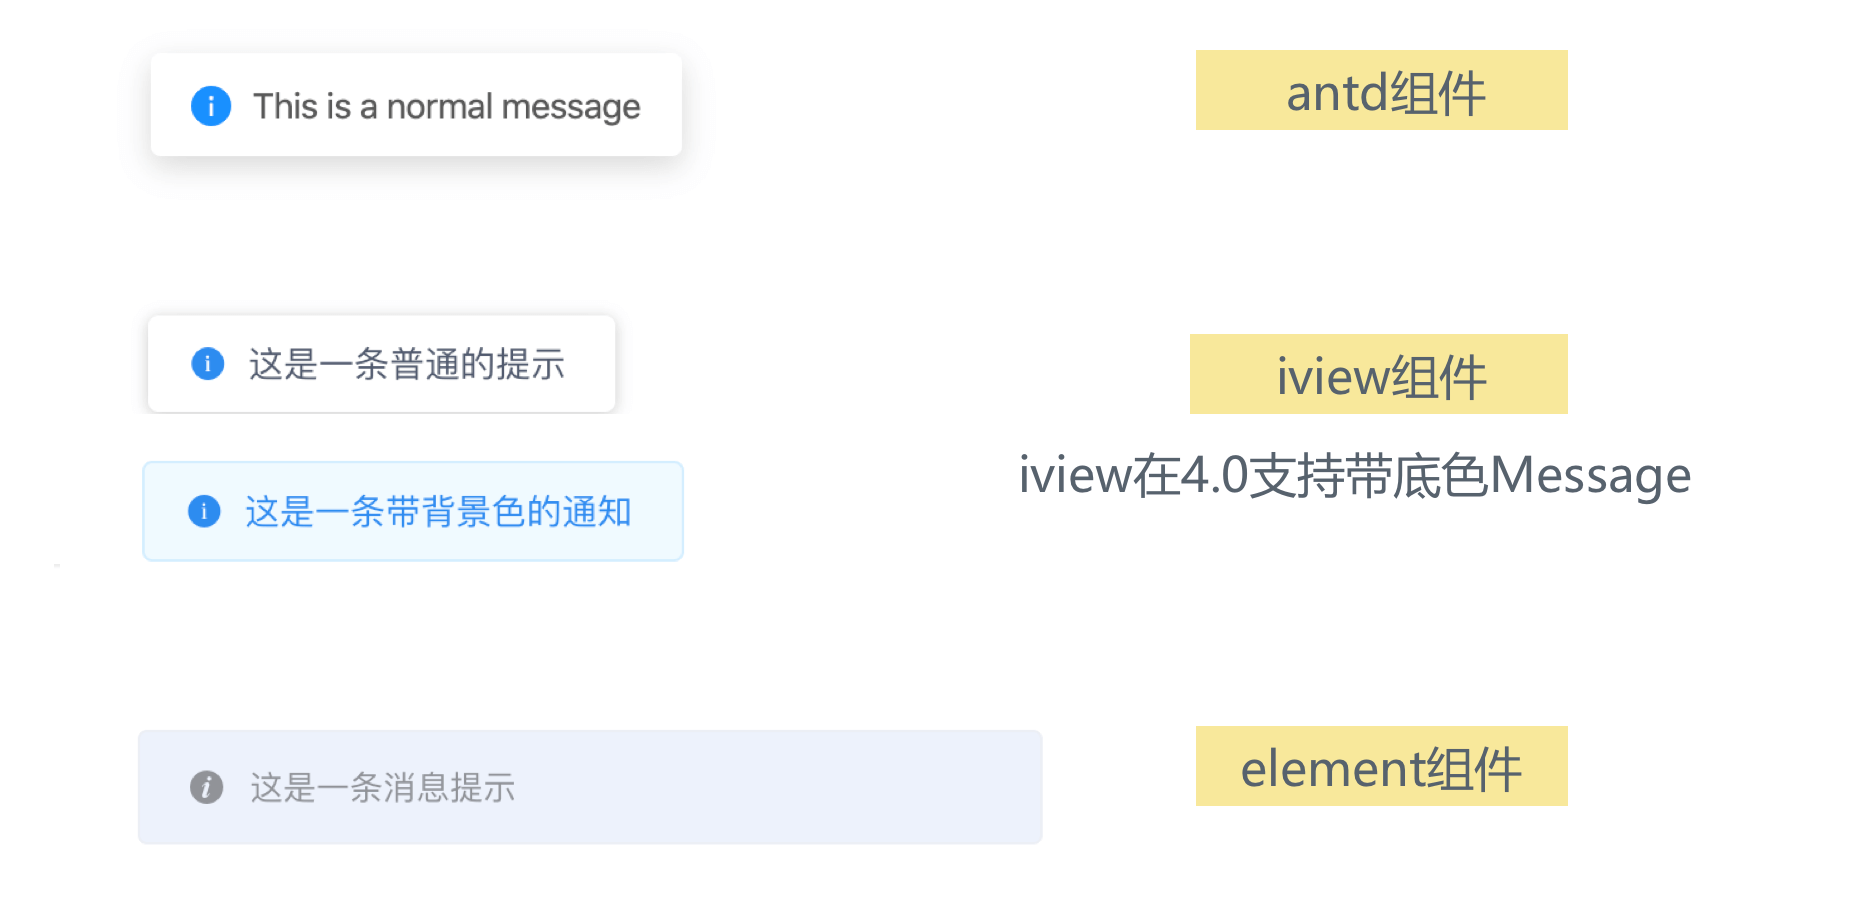 This is a normal message
antd组件
这是一条普通的提示
iview组件
iview在4.0支持带底色Message
这是一条带背景色的通知
这是一条消息提示
element组件